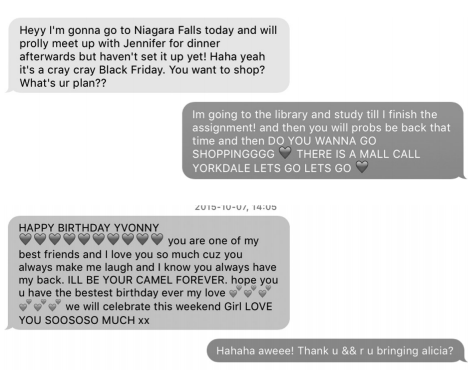 Heyy I'm gonna go to Niagara Falls today and will
prolly meet up with Jennifer for dinner
afterwards but haven't set it up yet! Haha yeah
it's a cray cray Black Friday. You want to shop?
What's ur plan??
Im going to the library and study till I finish the
assignment! and then you will probs be back that
time and then DO YOU WANNA GO
SHOPPINGGGG 🖤 THERE IS A MALL CALL
YORKDALE LETS GO LETS GO 🖤
2015-10-07, 14:05
HAPPY BIRTHDAY YVONNY
🖤🖤🖤🖤🖤🖤🖤🖤🖤🖤 you are one of my
best friends and I love you so much cuz you
always make me laugh and I know you always have
my back. ILL BE YOUR CAMEL FOREVER. hope you
u have the bestest birthday ever my love 💕💕💕
💕💕💕 we will celebrate this weekend Girl LOVE
YOU SOOSOSO MUCH xx
Hahaha aweee! Thank u && r u bringing alicia?